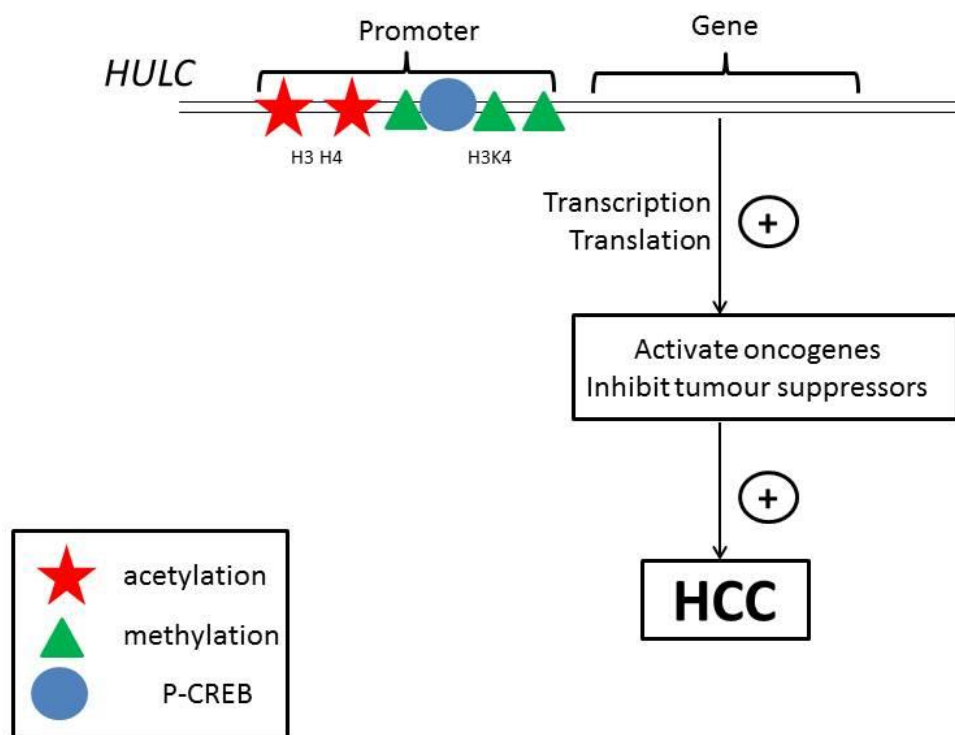 Promoter
Gene
HULC
H3 H4
H3K4
Transcription
Translation
+
Activate oncogenes
Inhibit tumour suppressors
+
HCC
acetylation
methylation
P-CREB